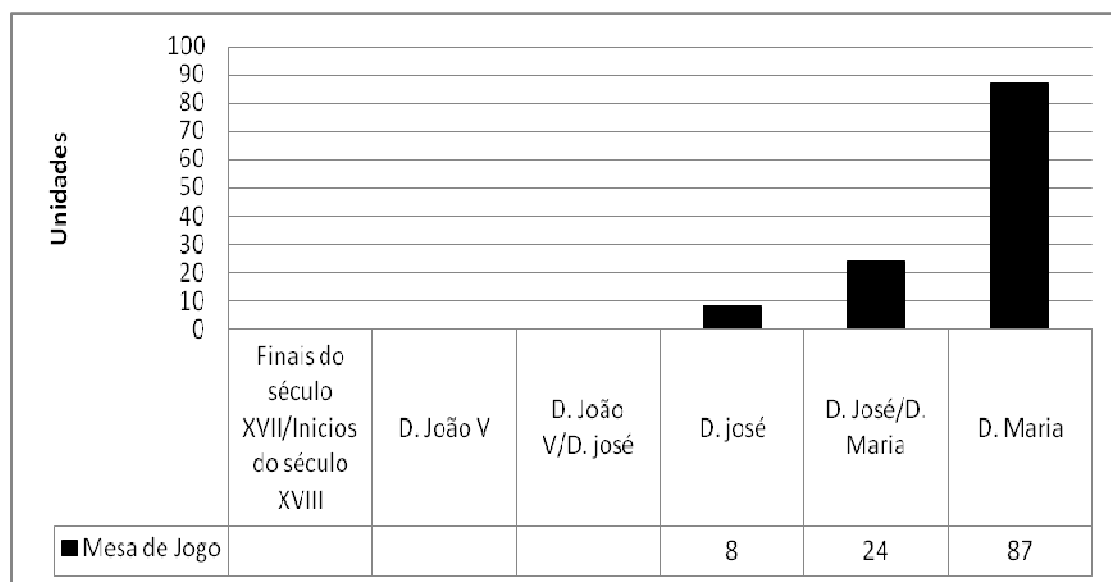 100
90
80
70
60
50
40
30
20
10
0
Unidades
Finais do
século
XVII/Inicios
do século
XVIII
D. João V
D. João
V/D. josé
D. josé
D. José/D.
Maria
D. Maria
Mesa de Jogo
8
24
87